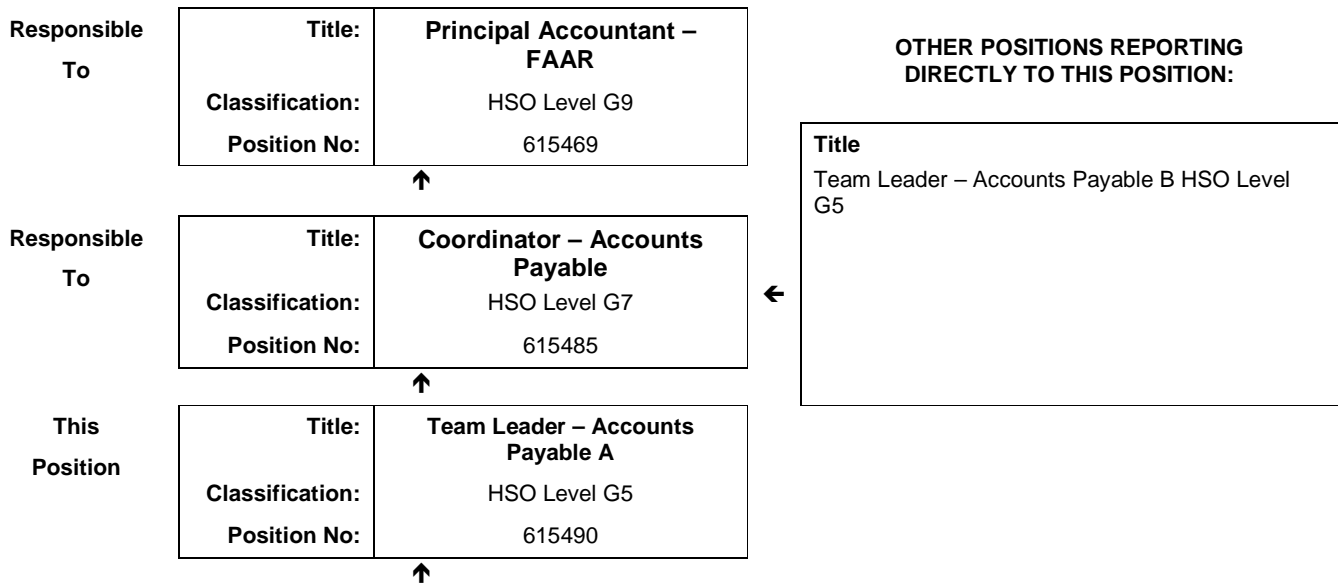 Responsible
To
Title: Principal Accountant –
FAAR
Classification: HSO Level G9
Position No: 615469
OTHER POSITIONS REPORTING
DIRECTLY TO THIS POSITION:
Title
Team Leader – Accounts Payable B HSO Level
G5
Responsible
To
Title: Coordinator – Accounts
Payable
Classification: HSO Level G7
Position No: 615485
This
Position
Title: Team Leader – Accounts
Payable A
Classification: HSO Level G5
Position No: 615490